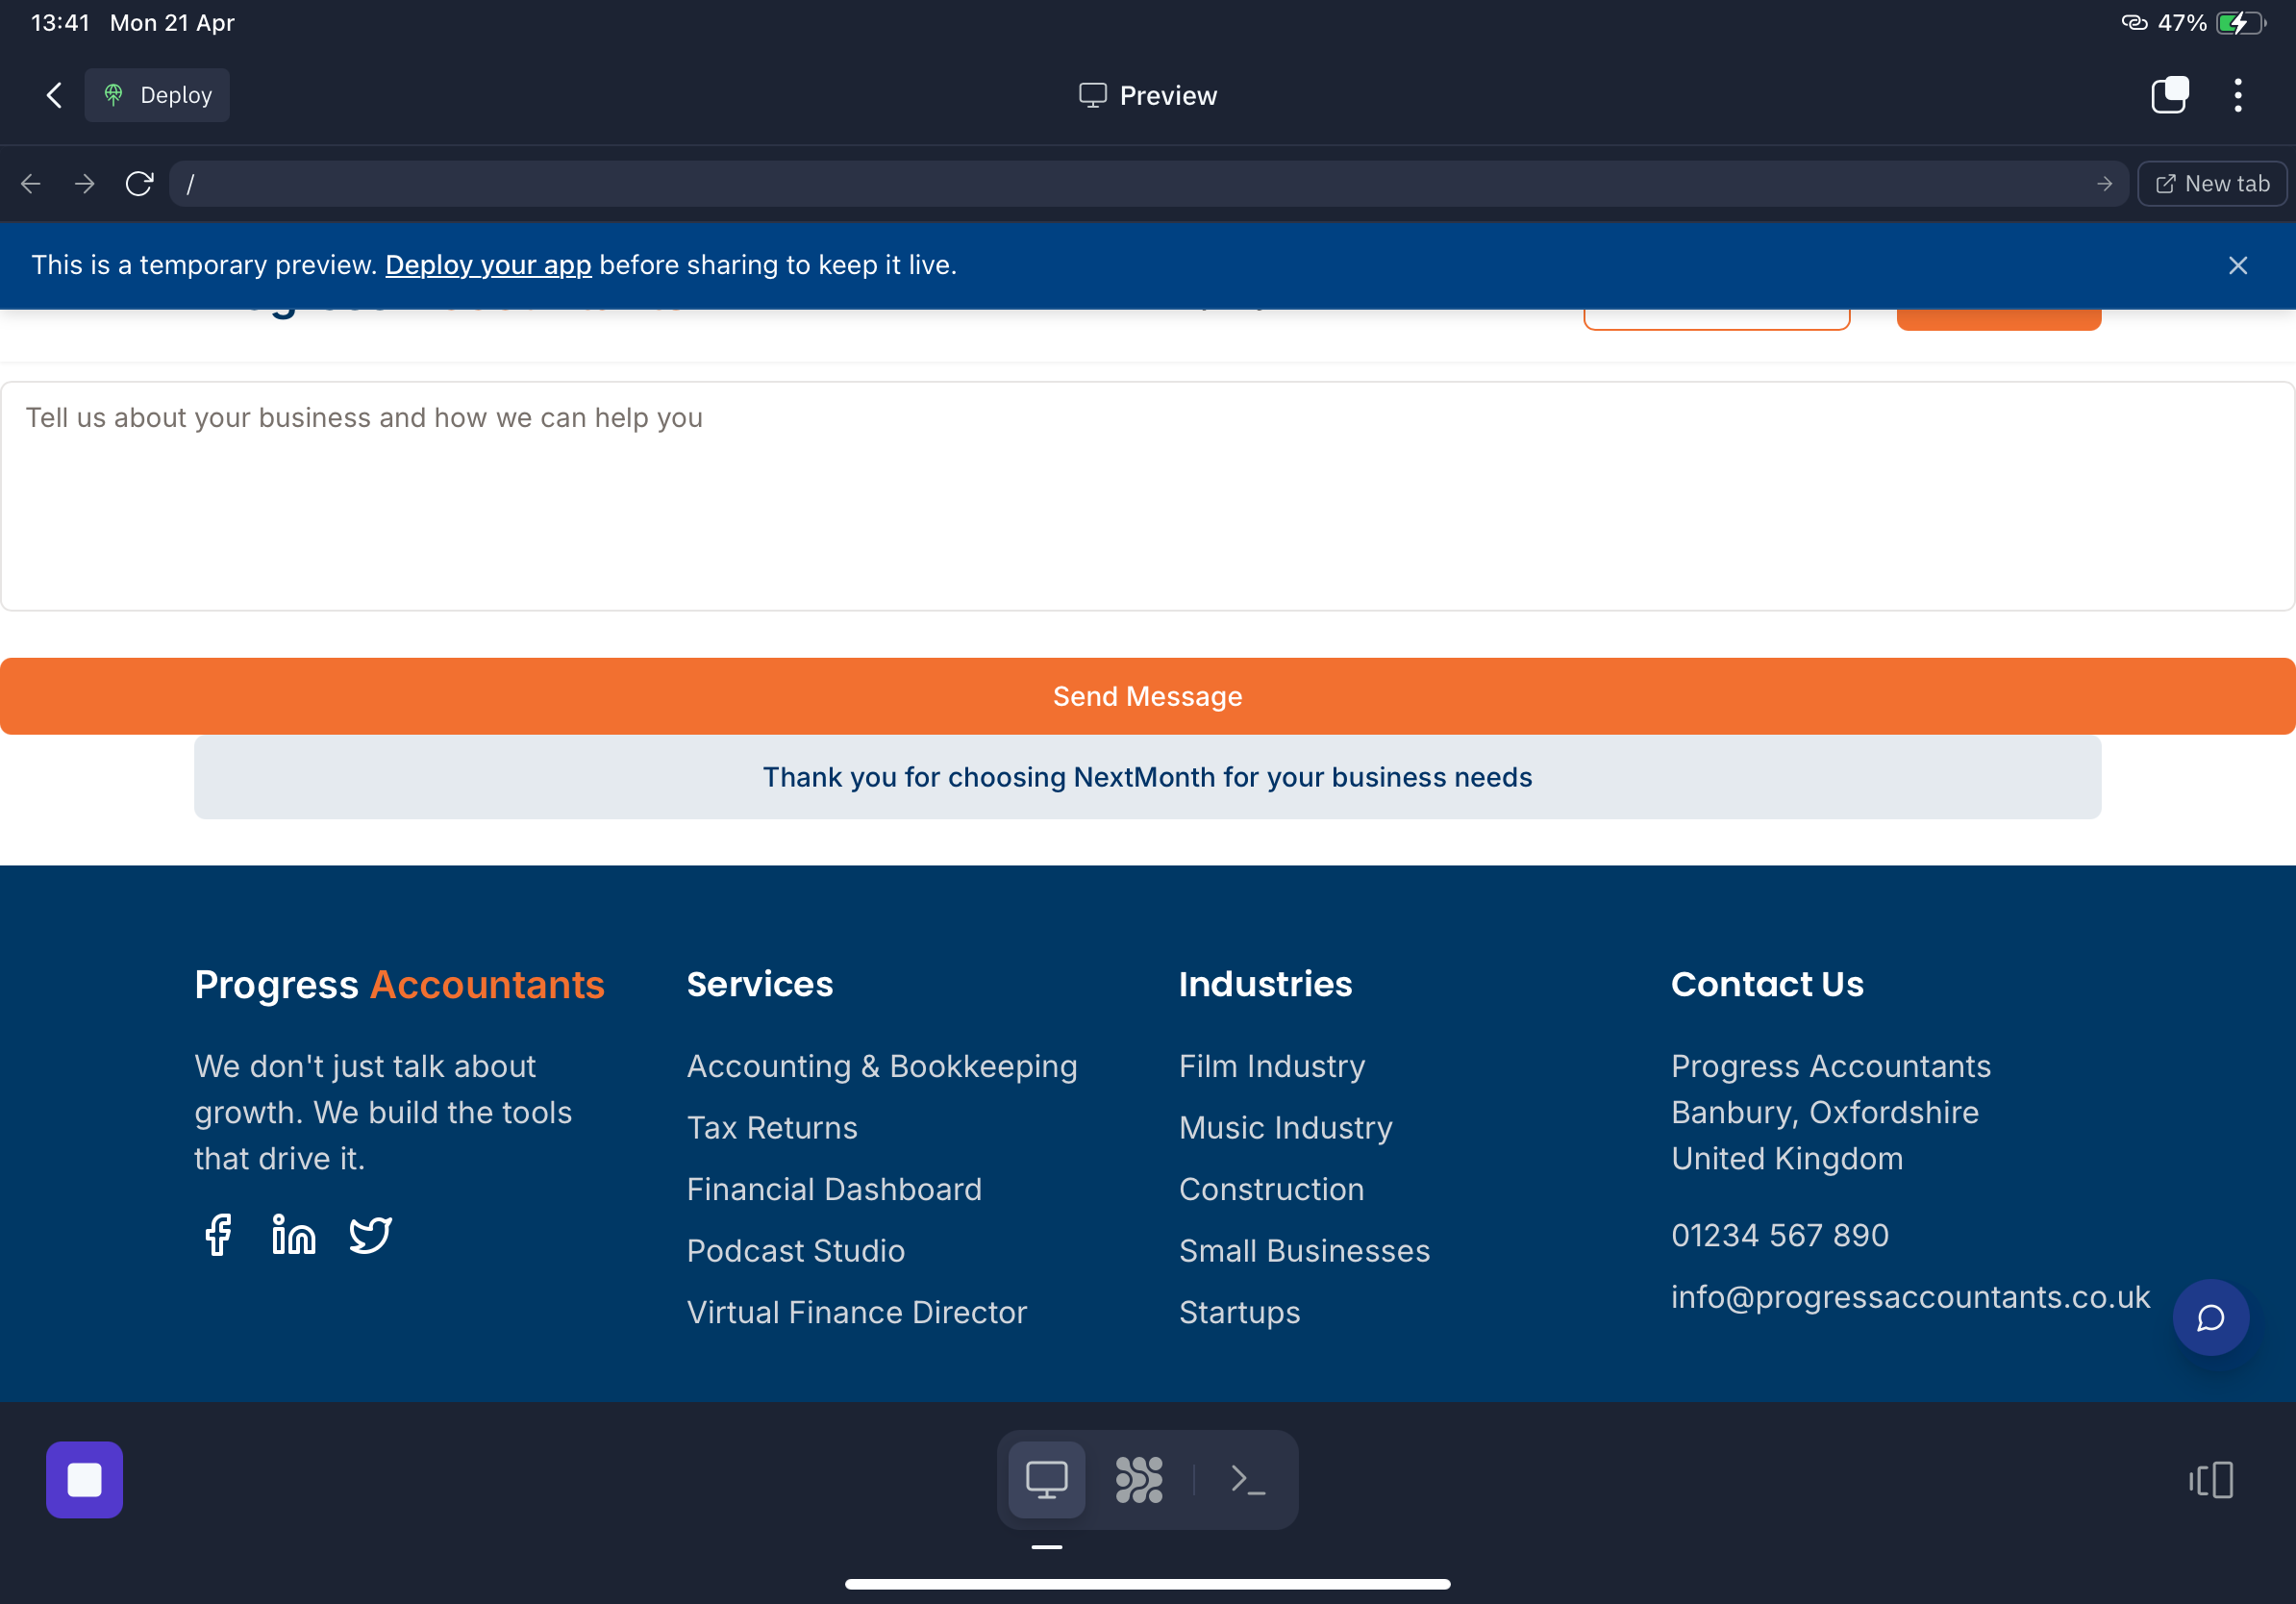 13:41 Mon 21 Apr
47%
Deploy
Preview
/
New tab
This is a temporary preview. Deploy your app before sharing to keep it live.
Tell us about your business and how we can help you
Send Message
Thank you for choosing NextMonth for your business needs
Progress Accountants
We don't just talk about
growth. We build the tools
that drive it.
Services
Accounting & Bookkeeping
Tax Returns
Financial Dashboard
Podcast Studio
Virtual Finance Director
Industries
Film Industry
Music Industry
Construction
Small Businesses
Startups
Contact Us
Progress Accountants
Banbury, Oxfordshire
United Kingdom
01234 567 890
info@progressaccountants.co.uk